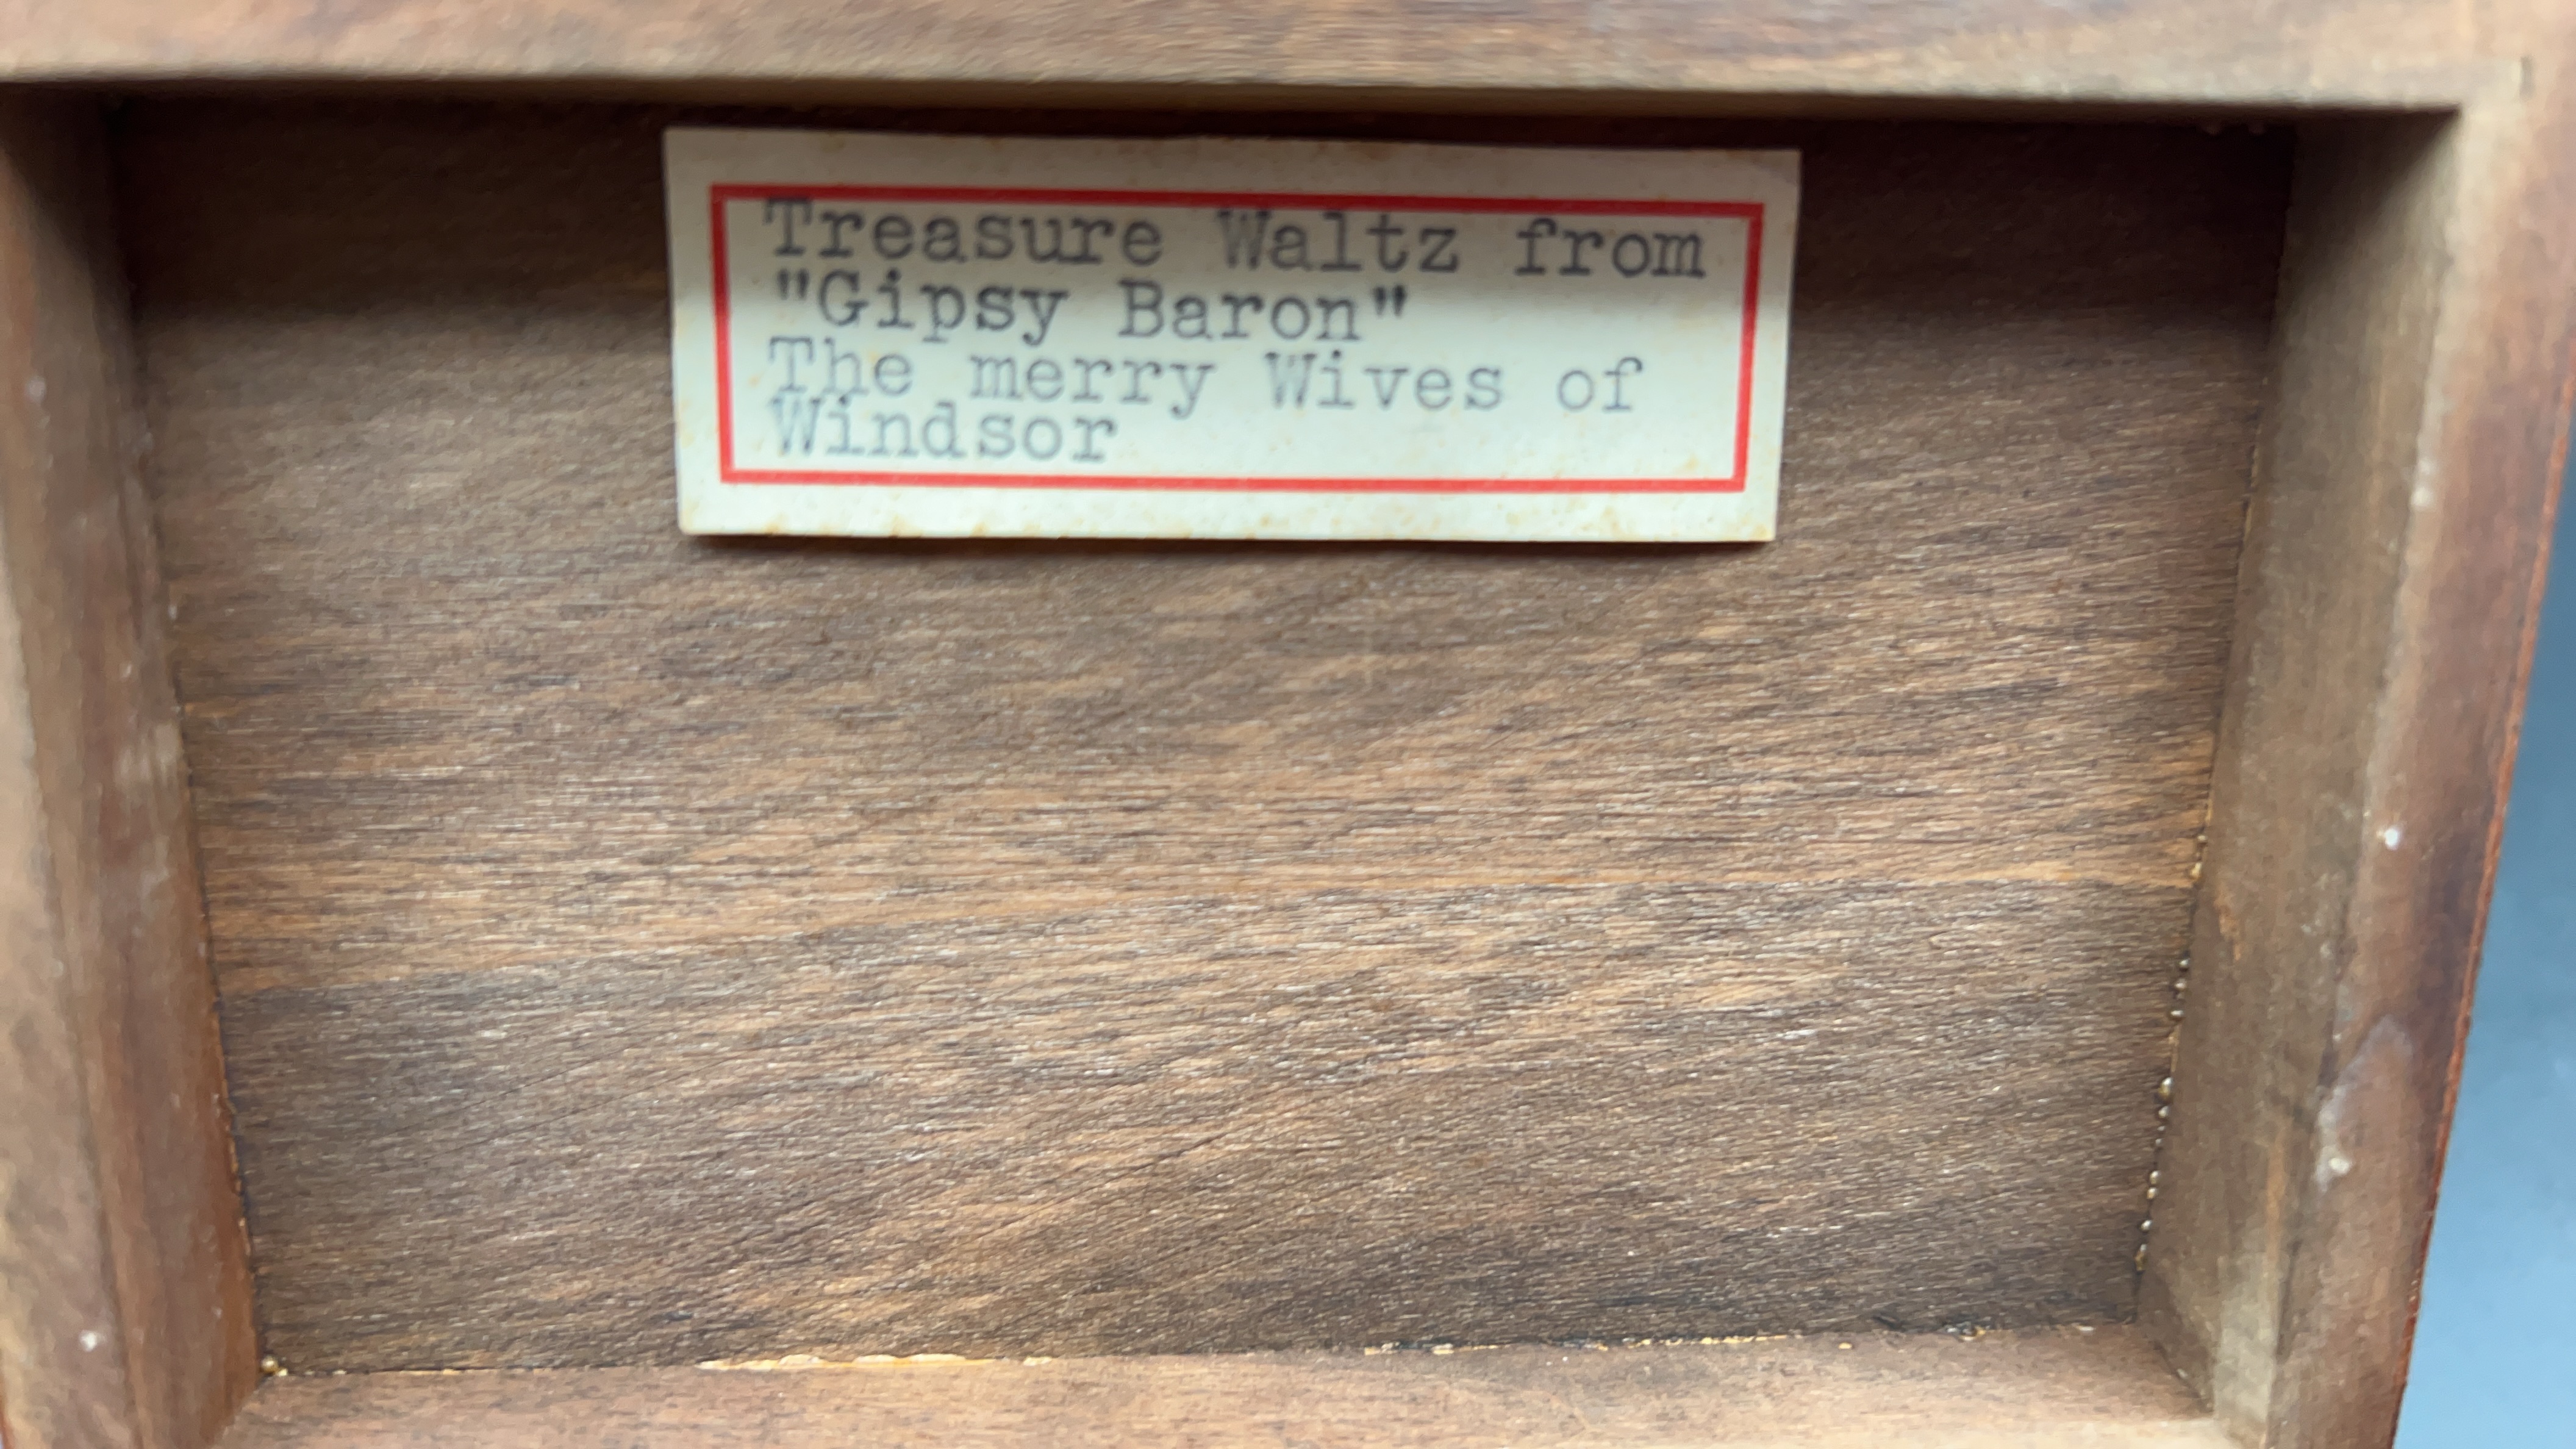 Treasure Waltz from
"Gipsy Baron"
The merry Wives of
Windsor